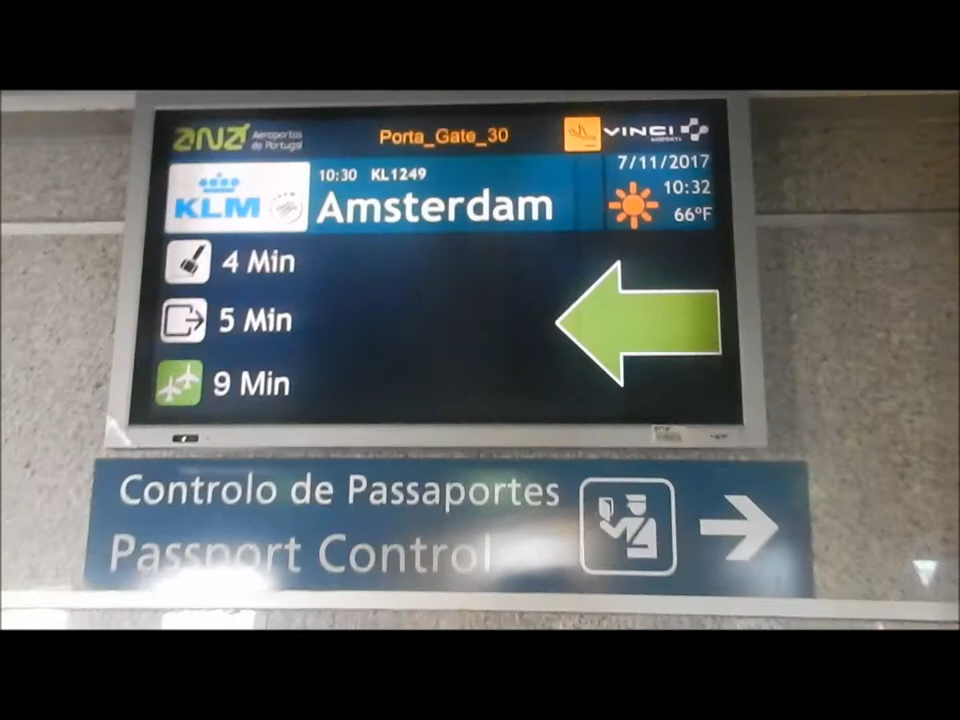 ana Aeroportos de Portugal
Porta_Gate_30
VINCI AIRPORTS
7/11/2017
10:30 KL1249
10:32
KLM
Amsterdam
66ºF
4 Min
5 Min
9 Min
Controlo de Passaportes
Passport Control